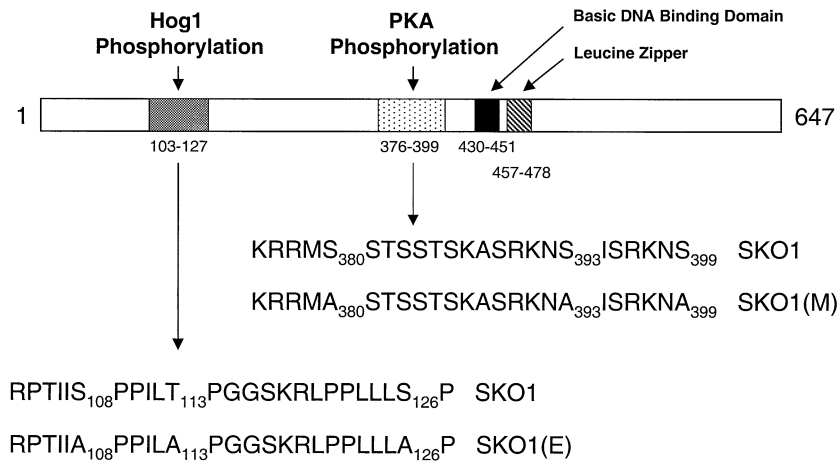 Hog1
Phosphorylation
PKA
Phosphorylation
Basic DNA Binding Domain
Leucine Zipper
1
647
103-127
376-399
430-451
457-478
KRRMS380STSSTSKASRKNS393ISRKNS399 SKO1
KRRMA380STSSTSKASRKNA393ISRKNA399 SKO1(M)
RPTIIS108PPILT113PGGSKRLPPLLLS126P SKO1
RPTIIA108PPILA113PGGSKRLPPLLLA126P SKO1(E)